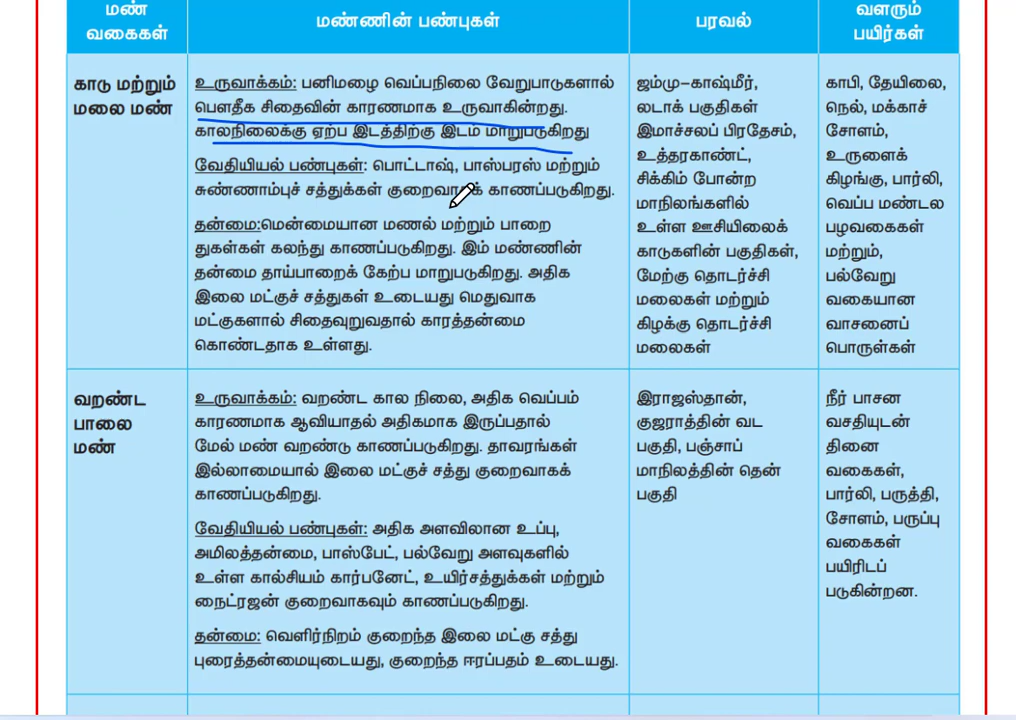 மண்
வகைகள்
மண்ணின் பண்புகள்
பரவல்
வளரும்
பயிர்கள்
காடு மற்றும்
மலை மண்
உருவாக்கம்: பனிமழை வெப்பநிலை வேறுபாடுகளால்
பௌதீக சிதைவின் காரணமாக உருவாகின்றது.
காலநிலைக்கு ஏற்ப இடத்திற்கு இடம் மாறுபடுகிறது
வேதியியல் பண்புகள்: பொட்டாஷ், பாஸ்பரஸ் மற்றும்
சுண்ணாம்புச் சத்துக்கள் குறைவாகக் காணப்படுகிறது.
தன்மை:மென்மையான மணல் மற்றும் பாறை
துகள்கள் கலந்து காணப்படுகிறது. இம் மண்ணின்
தன்மை தாய்பாறைக் கேற்ப மாறுபடுகிறது. அதிக
இலை மட்குச் சத்துகள் உடையது மெதுவாக
மட்குகளால் சிதைவுறுவதால் காரத்தன்மை
கொண்டதாக உள்ளது.
ஜம்மு-காஷ்மீர்,
லடாக் பகுதிகள்
இமாச்சலப் பிரதேசம்,
உத்தரகாண்ட்,
சிக்கிம் போன்ற
மாநிலங்களில்
உள்ள ஊசியிலைக்
காடுகளின் பகுதிகள்,
மேற்கு தொடர்ச்சி
மலைகள் மற்றும்
கிழக்கு தொடர்ச்சி
மலைகள்
காபி, தேயிலை,
நெல், மக்காச்
சோளம்,
உருளைக்
கிழங்கு, பார்லி,
வெப்ப மண்டல
பழவகைகள்
மற்றும்,
பல்வேறு
வகையான
வாசனைப்
பொருள்கள்
வறண்ட
பாலை
மண்
உருவாக்கம்: வறண்ட கால நிலை, அதிக வெப்பம்
காரணமாக ஆவியாதல் அதிகமாக இருப்பதால்
மேல் மண் வறண்டு காணப்படுகிறது. தாவரங்கள்
இல்லாமையால் இலை மட்குச் சத்து குறைவாகக்
காணப்படுகிறது.
வேதியியல் பண்புகள்: அதிக அளவிலான உப்பு,
அமிலத்தன்மை, பாஸ்பேட், பல்வேறு அளவுகளில்
உள்ள கால்சியம் கார்பனேட், உயிர்சத்துக்கள் மற்றும்
நைட்ரஜன் குறைவாகவும் காணப்படுகிறது.
தன்மை: வெளிர்நிறம் குறைந்த இலை மட்கு சத்து
புரைத்தன்மையுடையது, குறைந்த ஈரப்பதம் உடையது.
இராஜஸ்தான்,
குஜராத்தின் வட
பகுதி, பஞ்சாப்
மாநிலத்தின் தென்
பகுதி
நீர் பாசன
வசதியுடன்
தினை
வகைகள்,
பார்லி, பருத்தி,
சோளம், பருப்பு
வகைகள்
பயிரிடப்
படுகின்றன.